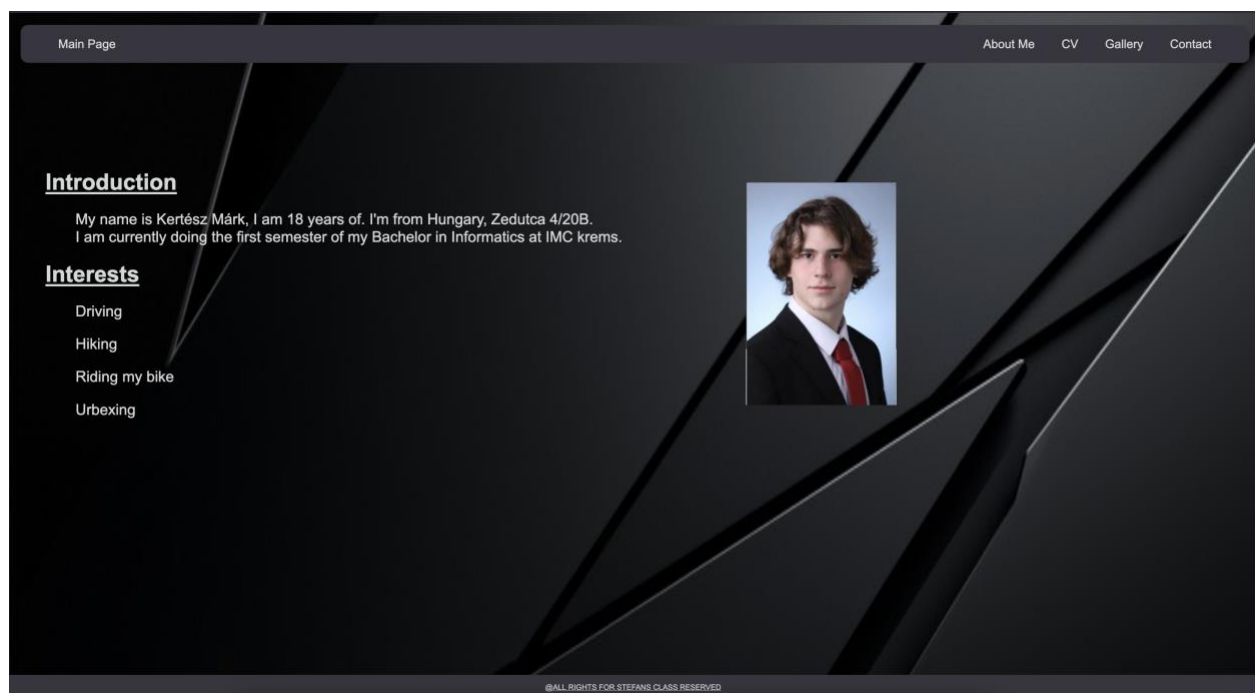 Main Page
About Me CV Gallery Contact
Introduction
My name is Kertész Márk, I am 18 years of. I'm from Hungary, Zedutca 4/20B.
I am currently doing the first semester of my Bachelor in Informatics at IMC krems.
Interests
Driving
Hiking
Riding my bike
Urbexing
@ALL RIGHTS FOR STEFANS CLASS RESERVED